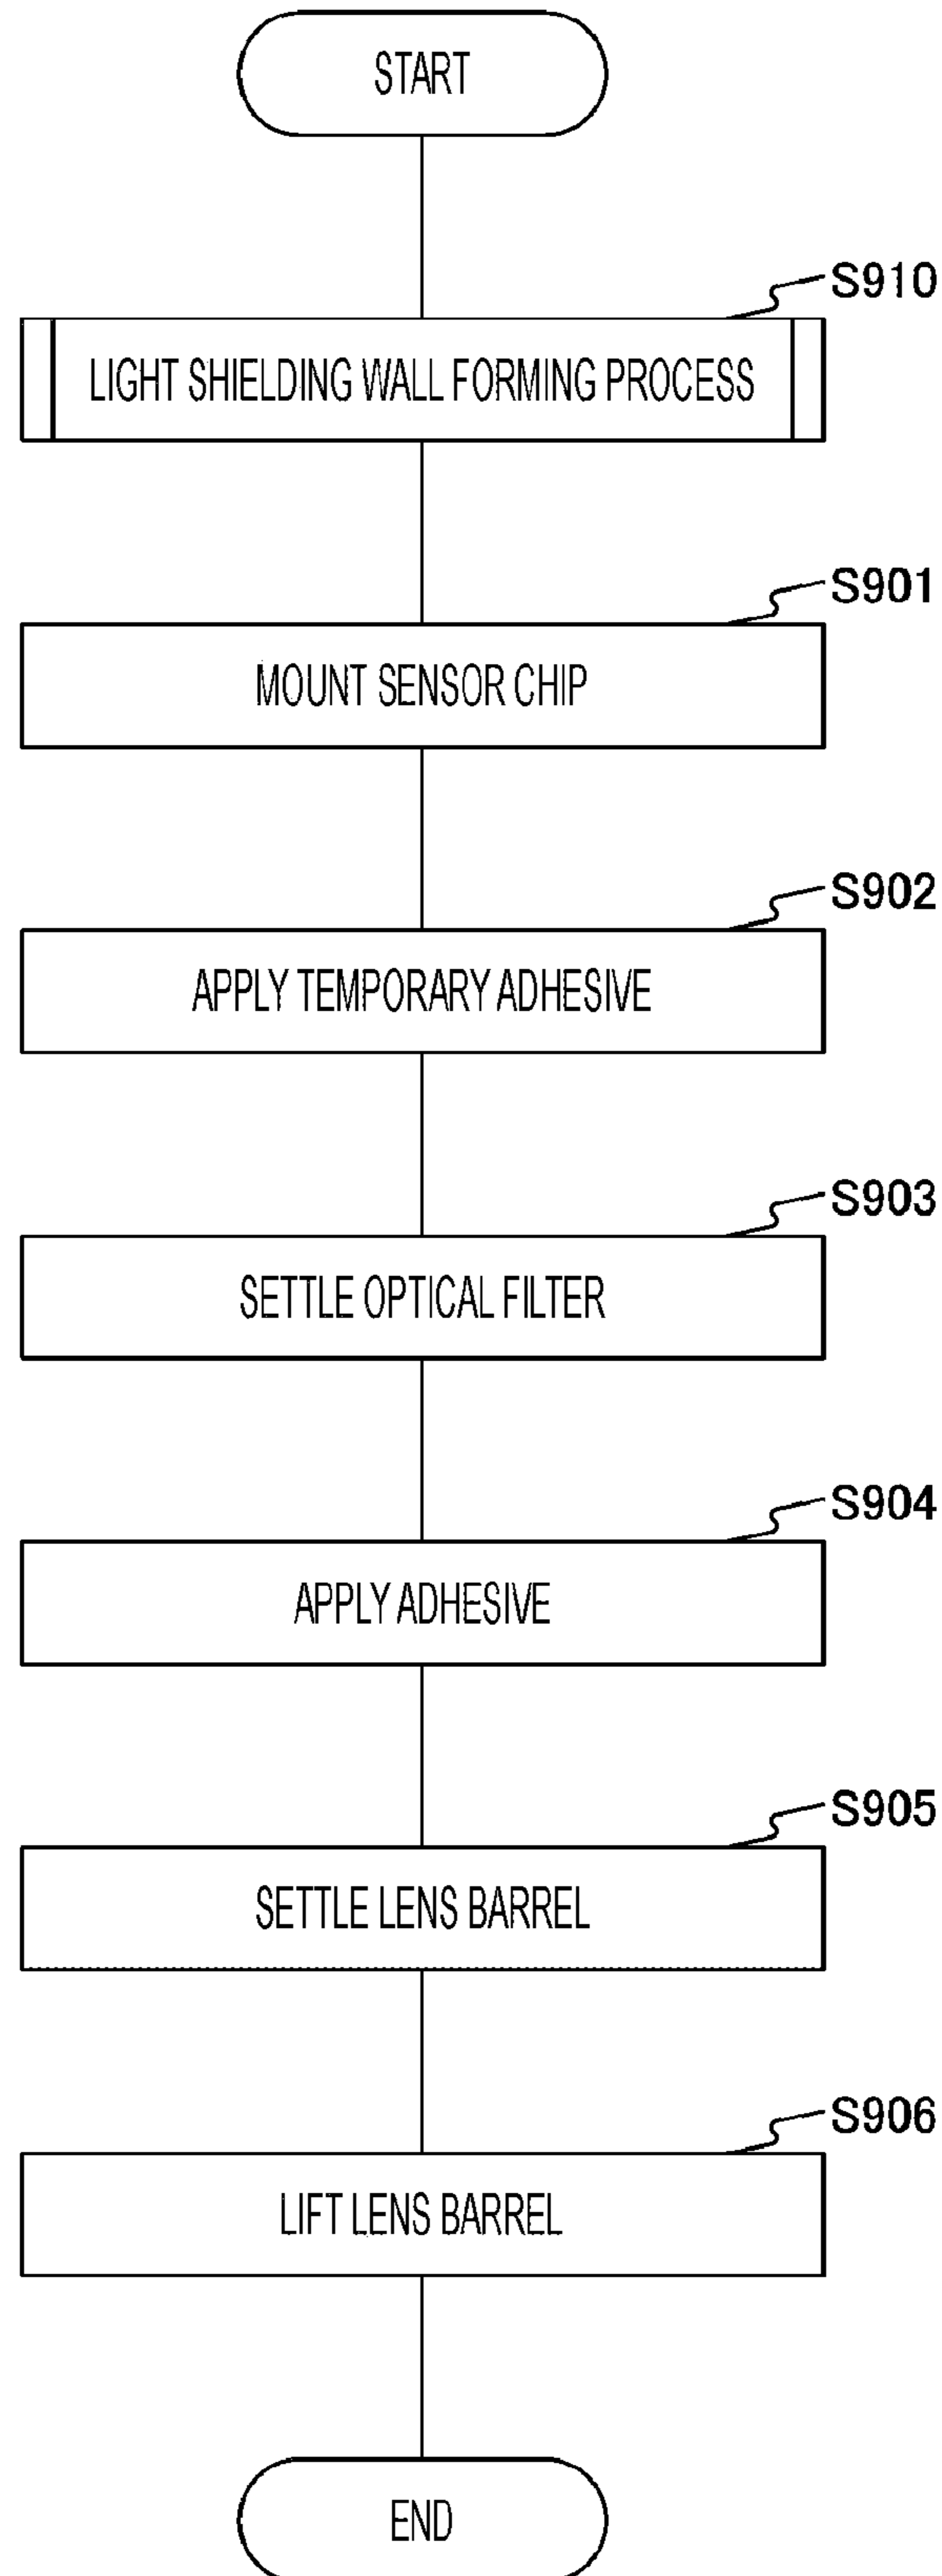 START
S910
LIGHT SHIELDING WALL FORMING PROCESS
S901
MOUNT SENSOR CHIP
S902
APPLY TEMPORARY ADHESIVE
S903
SETTLE OPTICAL FILTER
S904
APPLY ADHESIVE
S905
SETTLE LENS BARREL
S906
LIFT LENS BARREL
END